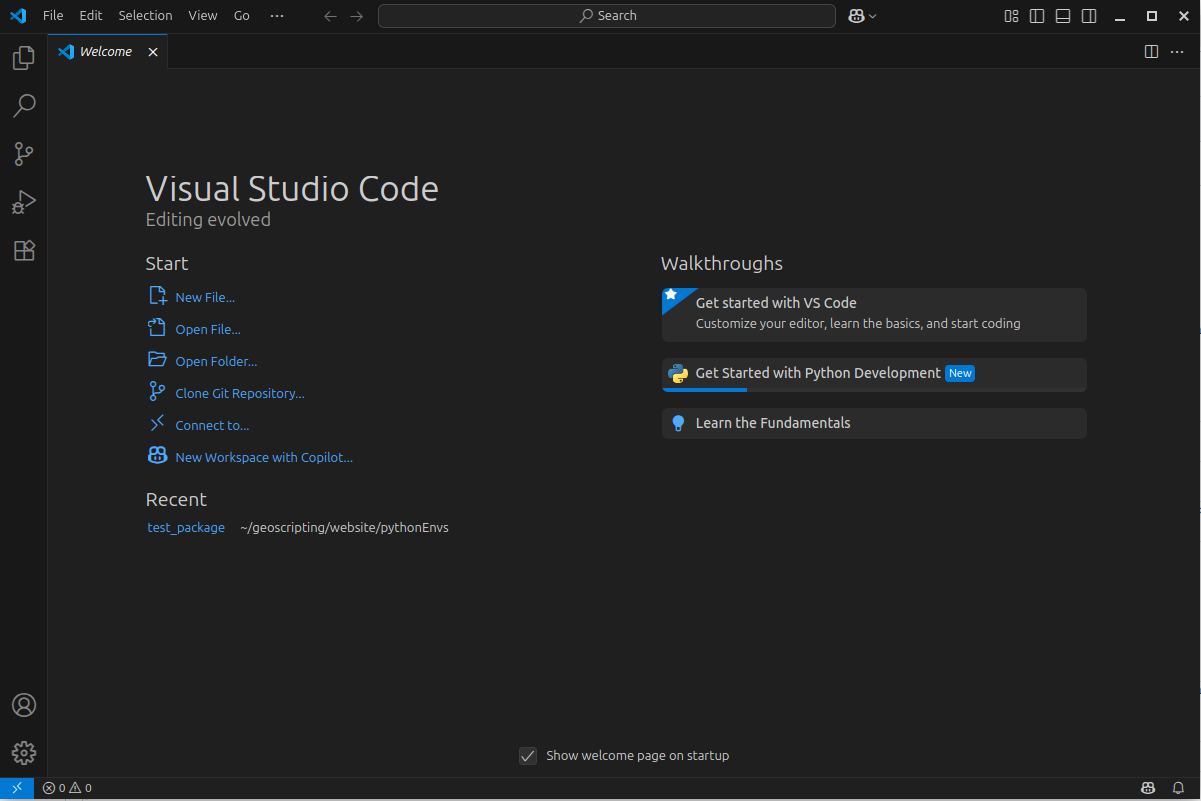 File Edit Selection View Go ··· Search
Welcome
Visual Studio Code
Editing evolved
Start
New File...
Open File...
Open Folder...
Clone Git Repository...
Connect to...
New Workspace with Copilot...
Recent
test_package ~/geoscripting/website/pythonEnvs
Walkthroughs
Get started with VS Code
Customize your editor, learn the basics, and start coding
Get Started with Python Development New
Learn the Fundamentals
Show welcome page on startup
0 0